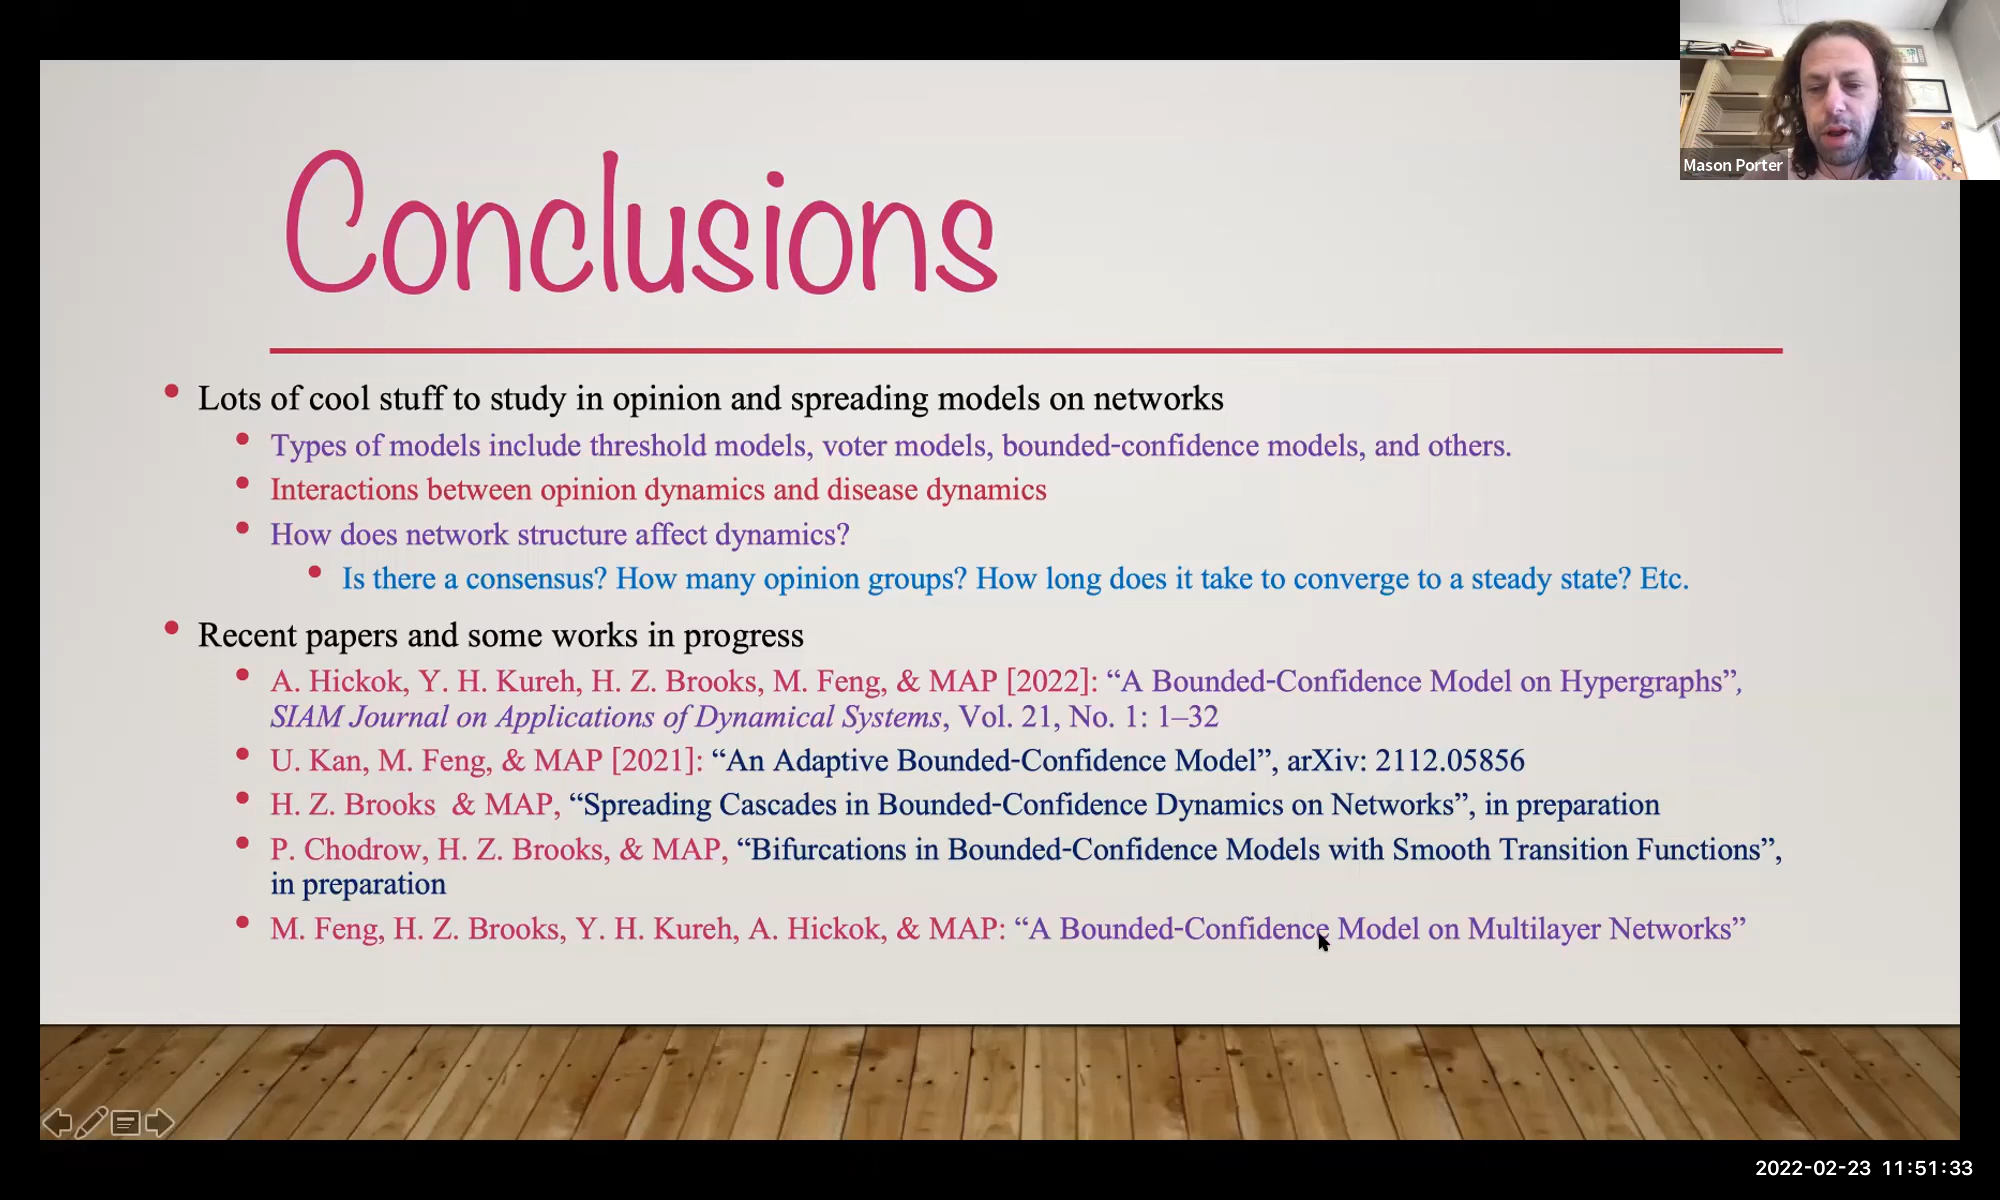 Mason Porter
Conclusions
• Lots of cool stuff to study in opinion and spreading models on networks
• Types of models include threshold models, voter models, bounded-confidence models, and others.
• Interactions between opinion dynamics and disease dynamics
• How does network structure affect dynamics?
• Is there a consensus? How many opinion groups? How long does it take to converge to a steady state? Etc.
• Recent papers and some works in progress
• A. Hickok, Y. H. Kureh, H. Z. Brooks, M. Feng, & MAP [2022]: “A Bounded-Confidence Model on Hypergraphs”,
SIAM Journal on Applications of Dynamical Systems, Vol. 21, No. 1: 1–32
• U. Kan, M. Feng, & MAP [2021]: “An Adaptive Bounded-Confidence Model”, arXiv: 2112.05856
• H. Z. Brooks & MAP, “Spreading Cascades in Bounded-Confidence Dynamics on Networks”, in preparation
• P. Chodrow, H. Z. Brooks, & MAP, “Bifurcations in Bounded-Confidence Models with Smooth Transition Functions”,
in preparation
• M. Feng, H. Z. Brooks, Y. H. Kureh, A. Hickok, & MAP: “A Bounded-Confidence Model on Multilayer Networks”
2022-02-23 11:51:33